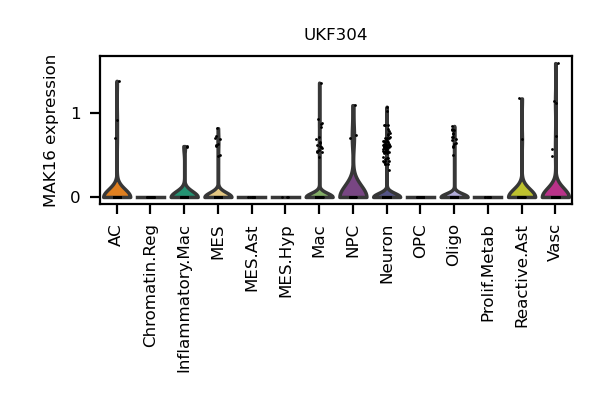 UKF304
MAK16 expression
1
0
AC
Chromatin.Reg
Inflammatory.Mac
MES
MES.Ast
MES.Hyp
Mac
NPC
Neuron
OPC
Oligo
Prolif.Metab
Reactive.Ast
Vasc